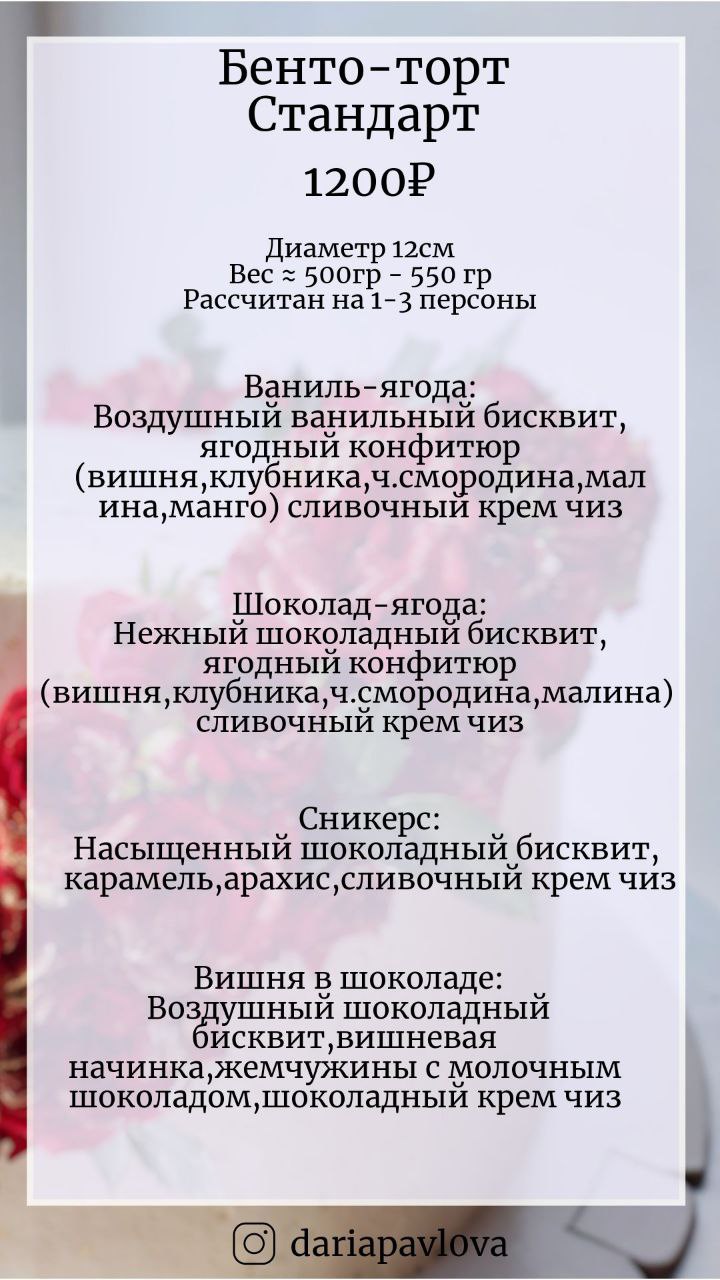 Бенто-торт
Стандарт
1200₽
Диаметр 12см
Вес ≈ 500гр - 550 гр
Рассчитан на 1-3 персоны
Ваниль-ягода:
Воздушный ванильный бисквит,
ягодный конфитюр
(вишня,клубника,ч.смородина,мал
ина,манго) сливочный крем чиз
Шоколад-ягода:
Нежный шоколадный бисквит,
ягодный конфитюр
(вишня,клубника,ч.смородина,малина)
сливочный крем чиз
Сникерс:
Насыщенный шоколадный бисквит,
карамель,арахис,сливочный крем чиз
Вишня в шоколаде:
Воздушный шоколадный
бисквит,вишневая
начинка,жемчужины с молочным
шоколадом,шоколадный крем чиз
dariapavlova